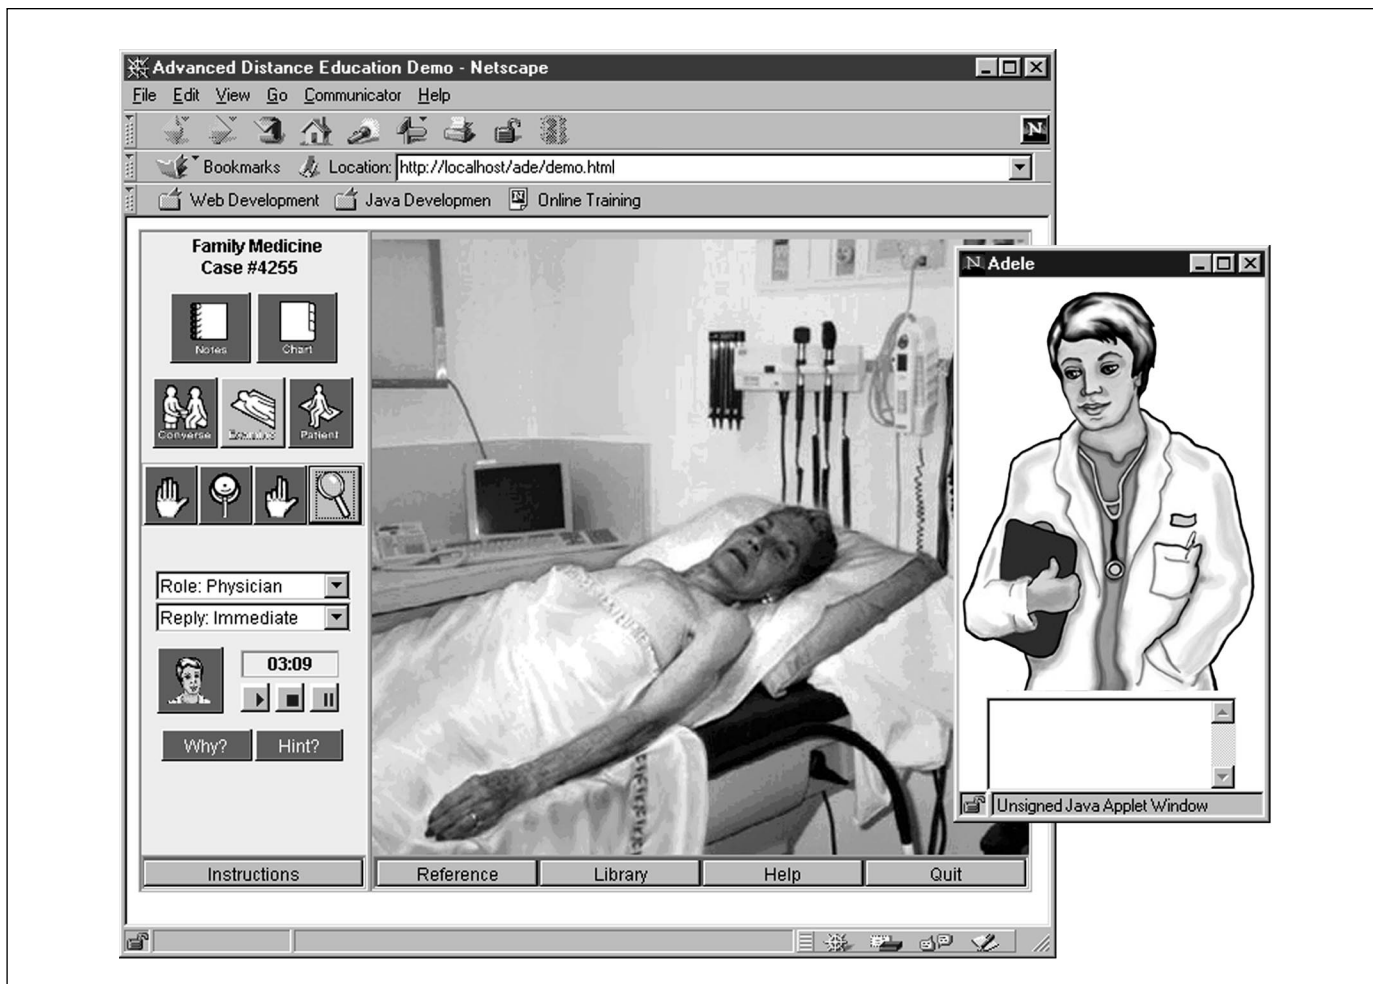 Advanced Distance Education Demo - Netscape
File Edit View Go Communicator Help
N
Bookmarks Location: http://localhost/ade/demo.html
Web Development Java Developmen Online Training
Family Medicine
Case #4255
Notes Chart
Converse Examine Patient
Role: Physician
Reply: Immediate
03:09
Why? Hint?
Instructions Reference Library Help Quit
N Adele
Unsigned Java Applet Window